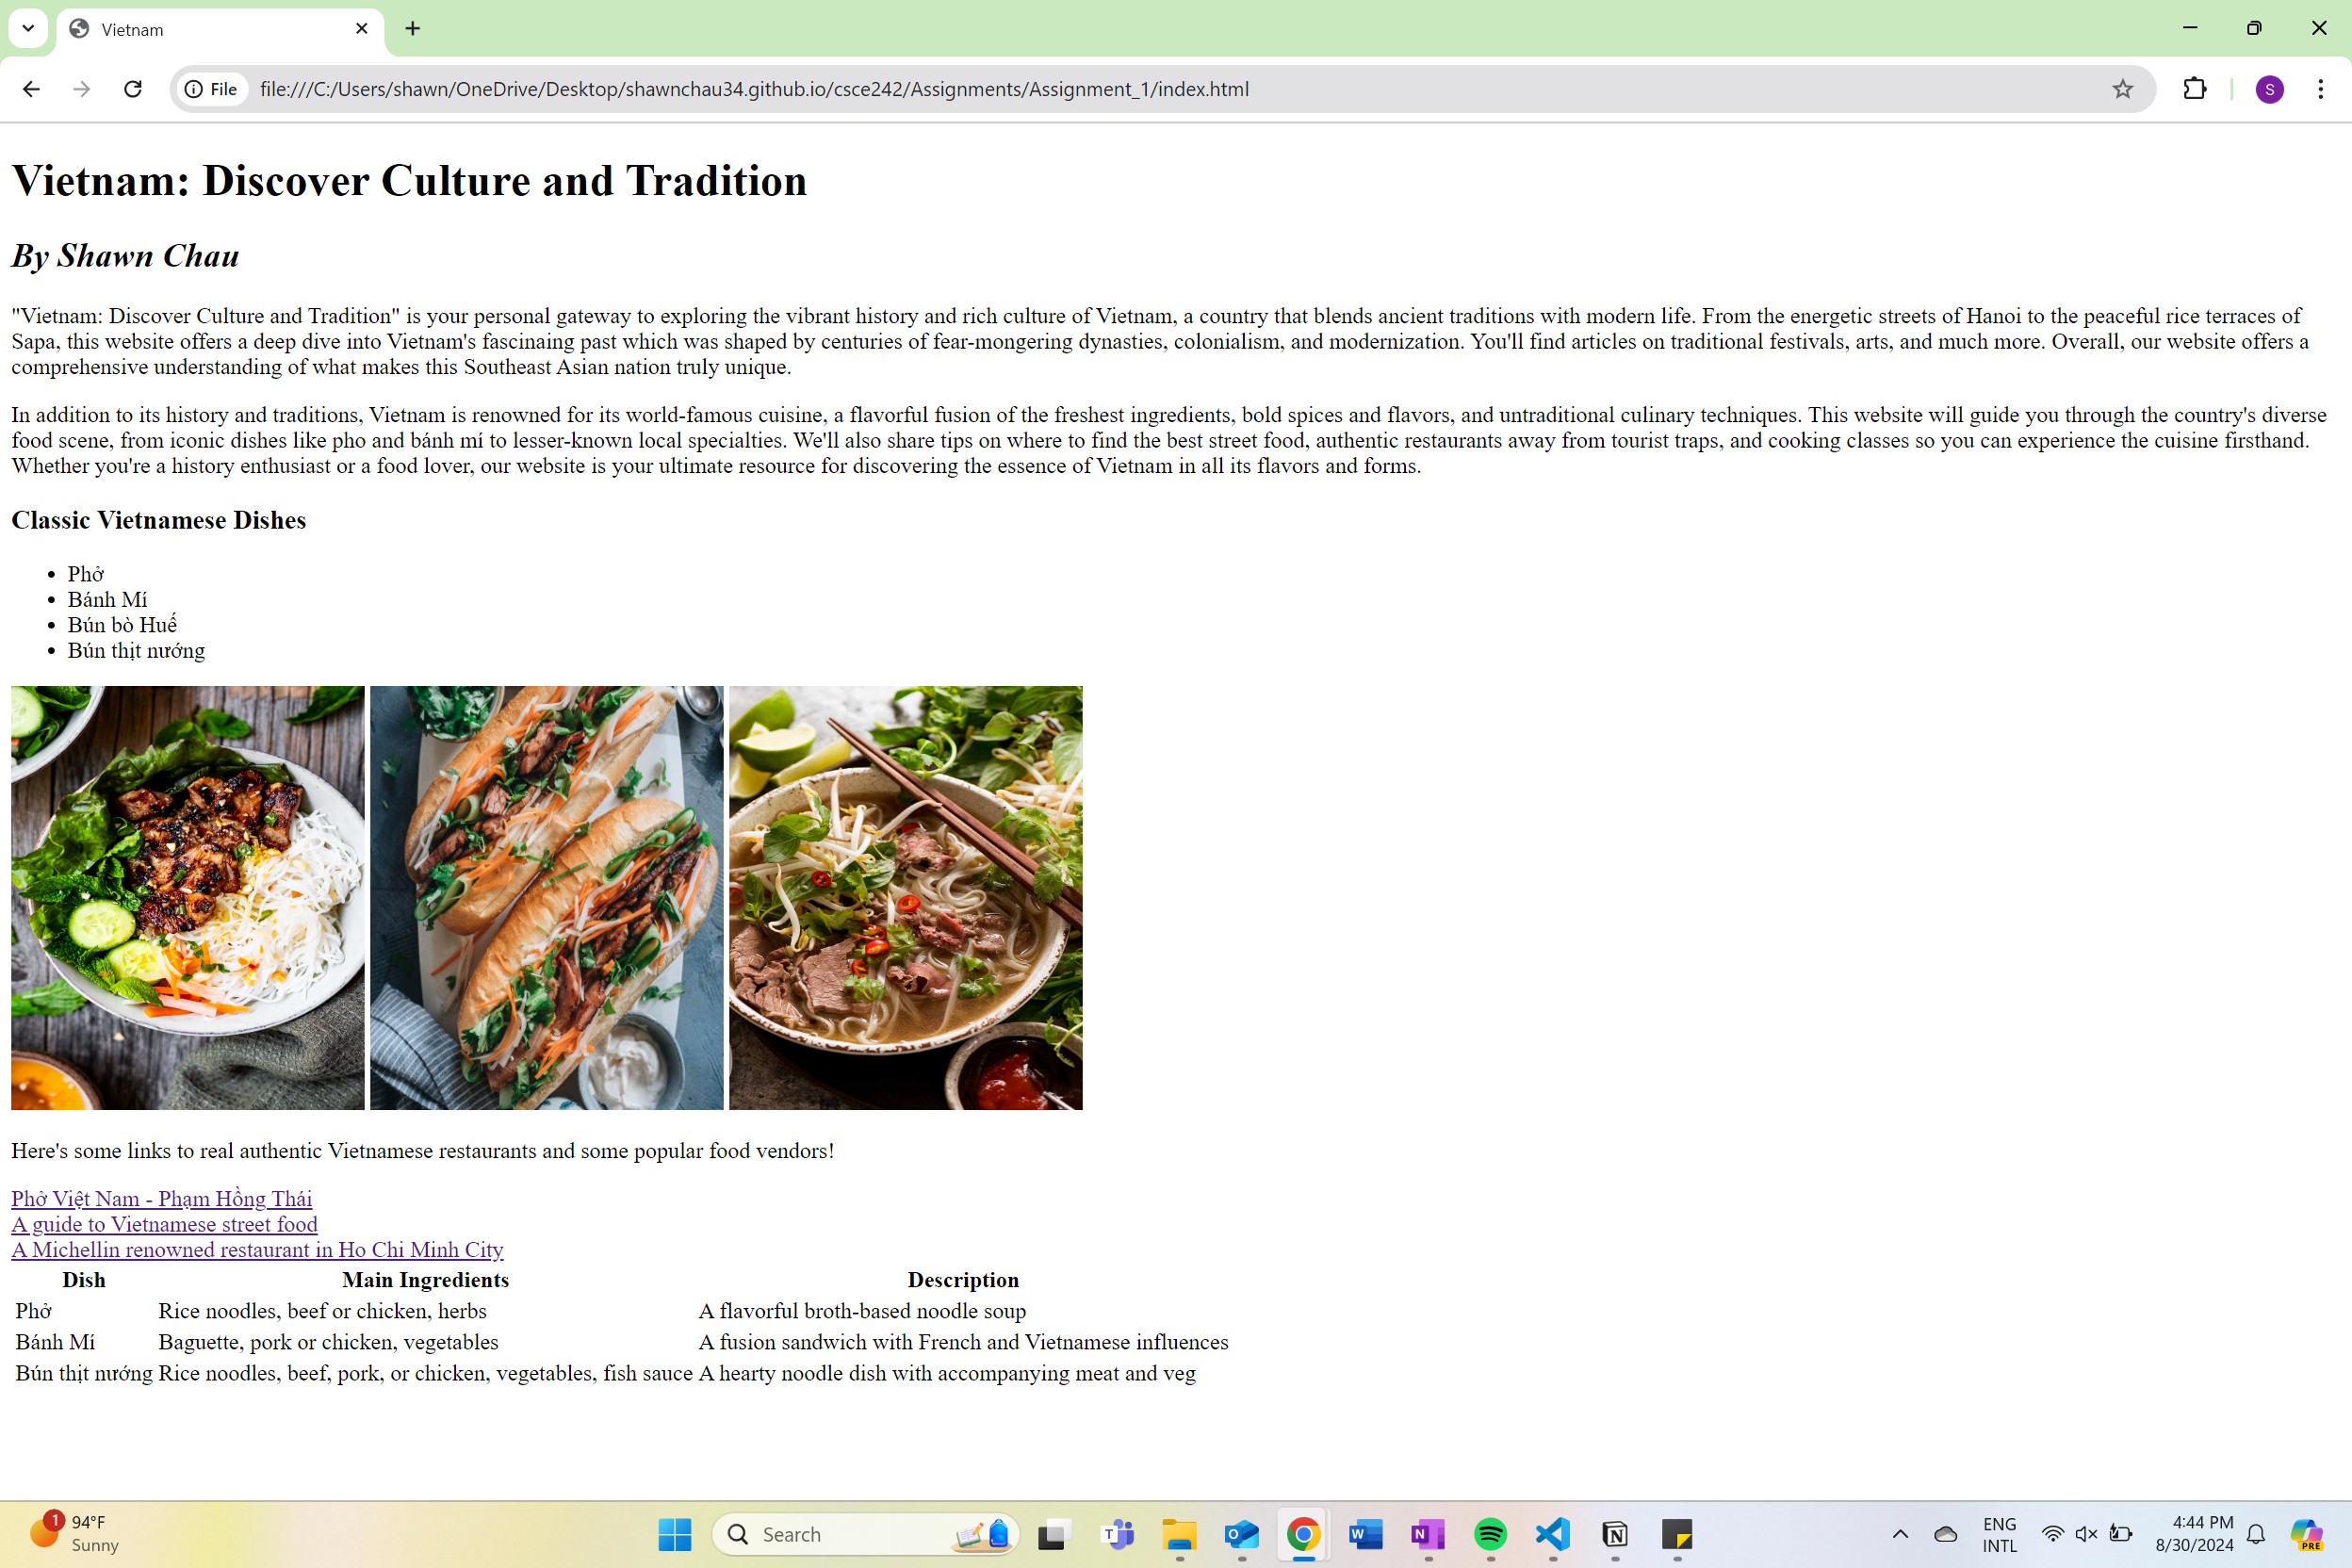 Vietnam
File file:///C:/Users/shawn/OneDrive/Desktop/shawnchau34.github.io/csce242/Assignments/Assignment_1/index.html
S
Vietnam: Discover Culture and Tradition
By Shawn Chau
"Vietnam: Discover Culture and Tradition" is your personal gateway to exploring the vibrant history and rich culture of Vietnam, a country that blends ancient traditions with modern life. From the energetic streets of Hanoi to the peaceful rice terraces of
Sapa, this website offers a deep dive into Vietnam's fascinaing past which was shaped by centuries of fear-mongering dynasties, colonialism, and modernization. You'll find articles on traditional festivals, arts, and much more. Overall, our website offers a
comprehensive understanding of what makes this Southeast Asian nation truly unique.
In addition to its history and traditions, Vietnam is renowned for its world-famous cuisine, a flavorful fusion of the freshest ingredients, bold spices and flavors, and untraditional culinary techniques. This website will guide you through the country's diverse
food scene, from iconic dishes like pho and bánh mí to lesser-known local specialties. We'll also share tips on where to find the best street food, authentic restaurants away from tourist traps, and cooking classes so you can experience the cuisine firsthand.
Whether you're a history enthusiast or a food lover, our website is your ultimate resource for discovering the essence of Vietnam in all its flavors and forms.
Classic Vietnamese Dishes
• Phở
• Bánh Mí
• Bún bò Huế
• Bún thịt nướng
Here's some links to real authentic Vietnamese restaurants and some popular food vendors!
Phở Việt Nam - Phạm Hồng Thái
A guide to Vietnamese street food
A Michellin renowned restaurant in Ho Chi Minh City
Dish Main Ingredients Description
Phở Rice noodles, beef or chicken, herbs A flavorful broth-based noodle soup
Bánh Mí Baguette, pork or chicken, vegetables A fusion sandwich with French and Vietnamese influences
Bún thịt nướng Rice noodles, beef, pork, or chicken, vegetables, fish sauce A hearty noodle dish with accompanying meat and veg
1
94°F
Sunny
Search
T
O
W
N
N
ENG
INTL
4:44 PM
8/30/2024
PRE